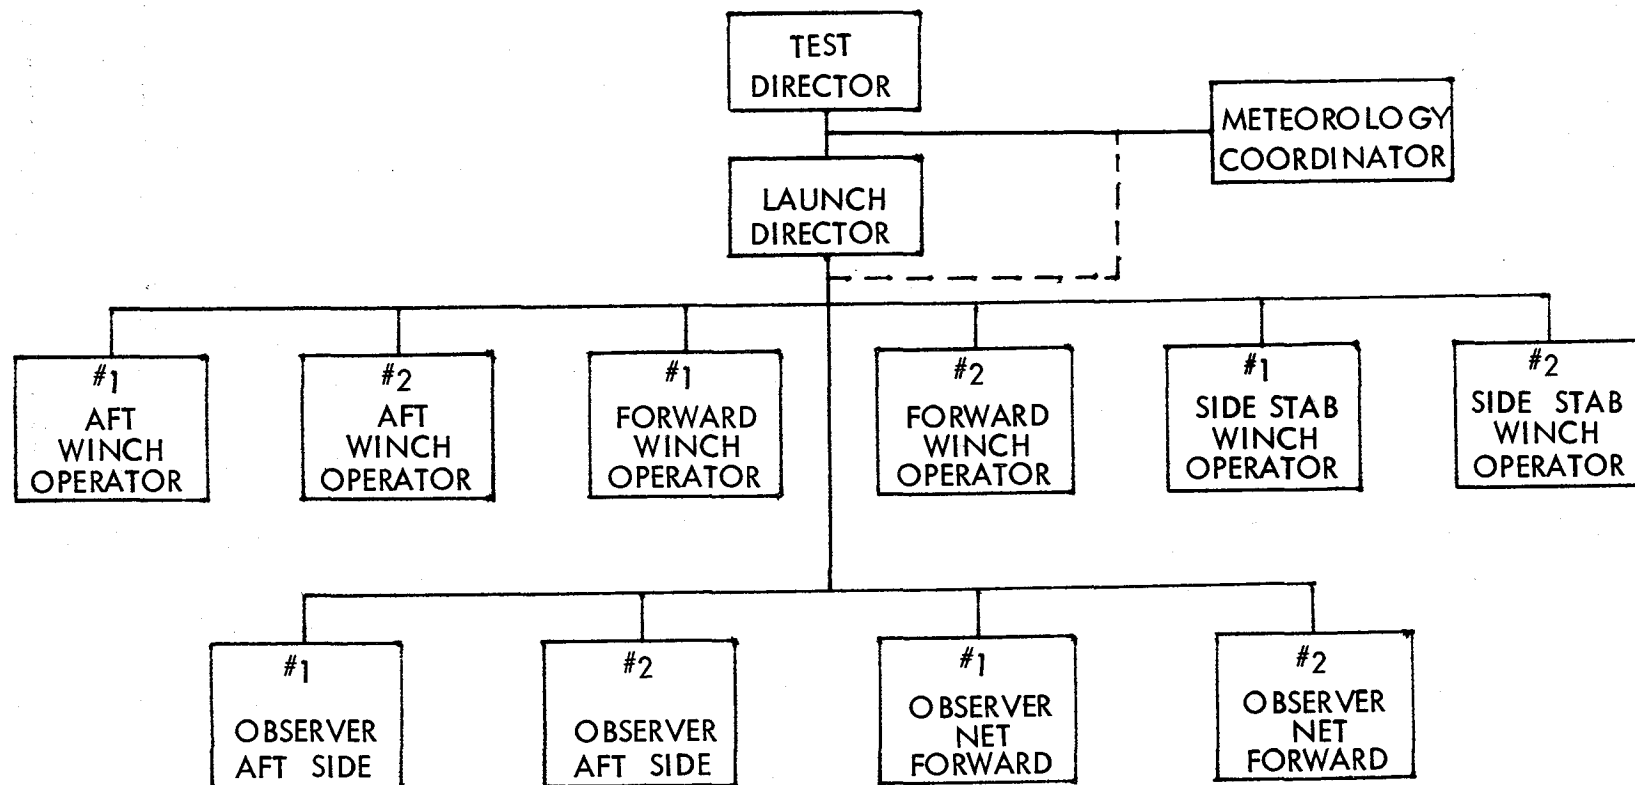 TEST
DIRECTOR
METEOROLOGY
COORDINATOR
LAUNCH
DIRECTOR
#1
AFT
WINCH
OPERATOR
#2
AFT
WINCH
OPERATOR
#1
FORWARD
WINCH
OPERATOR
#2
FORWARD
WINCH
OPERATOR
#1
SIDE STAB
WINCH
OPERATOR
#2
SIDE STAB
WINCH
OPERATOR
#1
OBSERVER
AFT SIDE
#2
OBSERVER
AFT SIDE
#1
OBSERVER
NET
FORWARD
#2
OBSERVER
NET
FORWARD